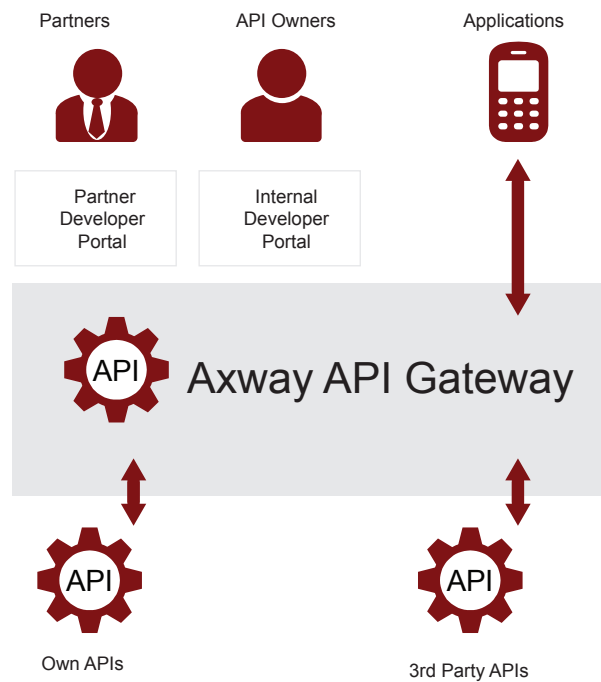 Partners
API Owners
Applications
Partner
Developer
Portal
Internal
Developer
Portal
API
Axway API Gateway
API
API
Own APIs
3rd Party APIs